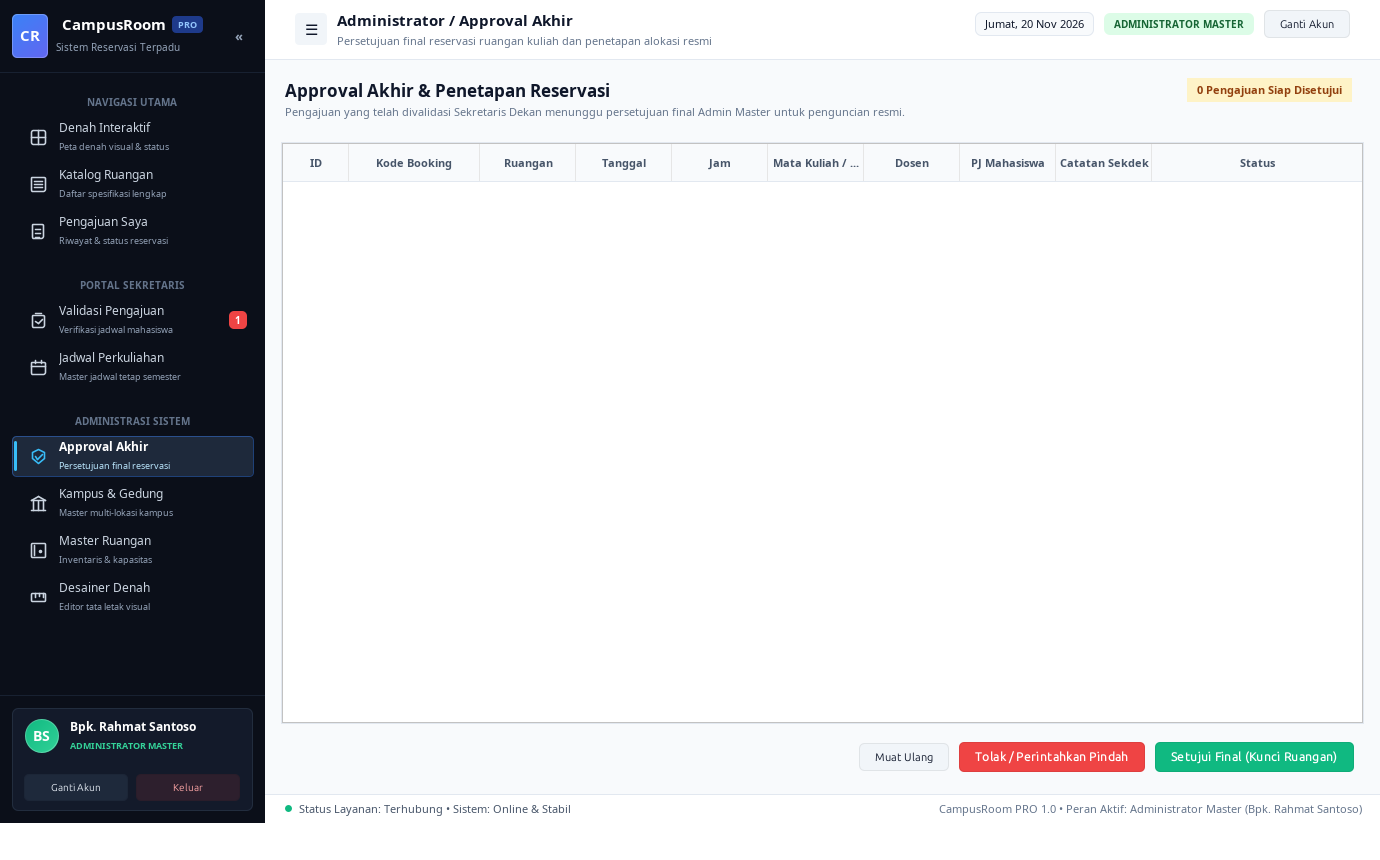 CR
CampusRoom PRO
Sistem Reservasi Terpadu
«
NAVIGASI UTAMA
Denah Interaktif
Peta denah visual & status
Katalog Ruangan
Daftar spesifikasi lengkap
Pengajuan Saya
Riwayat & status reservasi
PORTAL SEKRETARIS
Validasi Pengajuan
Verifikasi jadwal mahasiswa
1
Jadwal Perkuliahan
Master jadwal tetap semester
ADMINISTRASI SISTEM
Approval Akhir
Persetujuan final reservasi
Kampus & Gedung
Master multi-lokasi kampus
Master Ruangan
Inventaris & kapasitas
Desainer Denah
Editor tata letak visual
BS
Bpk. Rahmat Santoso
ADMINISTRATOR MASTER
Ganti Akun
Keluar
☰
Administrator / Approval Akhir
Persetujuan final reservasi ruangan kuliah dan penetapan alokasi resmi
Jumat, 20 Nov 2026
ADMINISTRATOR MASTER
Ganti Akun
Approval Akhir & Penetapan Reservasi
Pengajuan yang telah divalidasi Sekretaris Dekan menunggu persetujuan final Admin Master untuk penguncian resmi.
0 Pengajuan Siap Disetujui
ID Kode Booking Ruangan Tanggal Jam Mata Kuliah / ... Dosen PJ Mahasiswa Catatan Sekdek Status
Muat Ulang
Tolak / Perintahkan Pindah
Setujui Final (Kunci Ruangan)
Status Layanan: Terhubung • Sistem: Online & Stabil
CampusRoom PRO 1.0 • Peran Aktif: Administrator Master (Bpk. Rahmat Santoso)